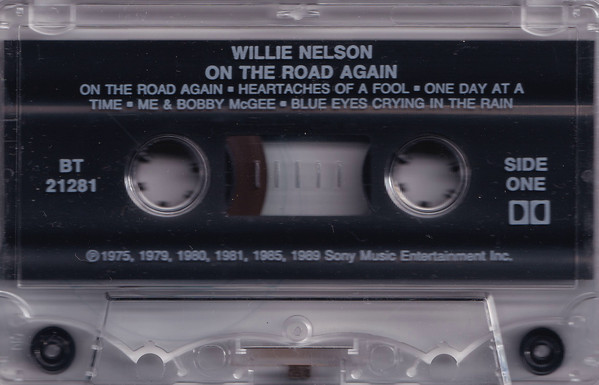 WILLIE NELSON
ON THE ROAD AGAIN
ON THE ROAD AGAIN ▪ HEARTACHES OF A FOOL ▪ ONE DAY AT A
TIME ▪ ME & BOBBY McGEE ▪ BLUE EYES CRYING IN THE RAIN
BT
21281
SIDE
ONE
℗1975, 1979, 1980, 1981, 1985, 1989 Sony Music Entertainment Inc.